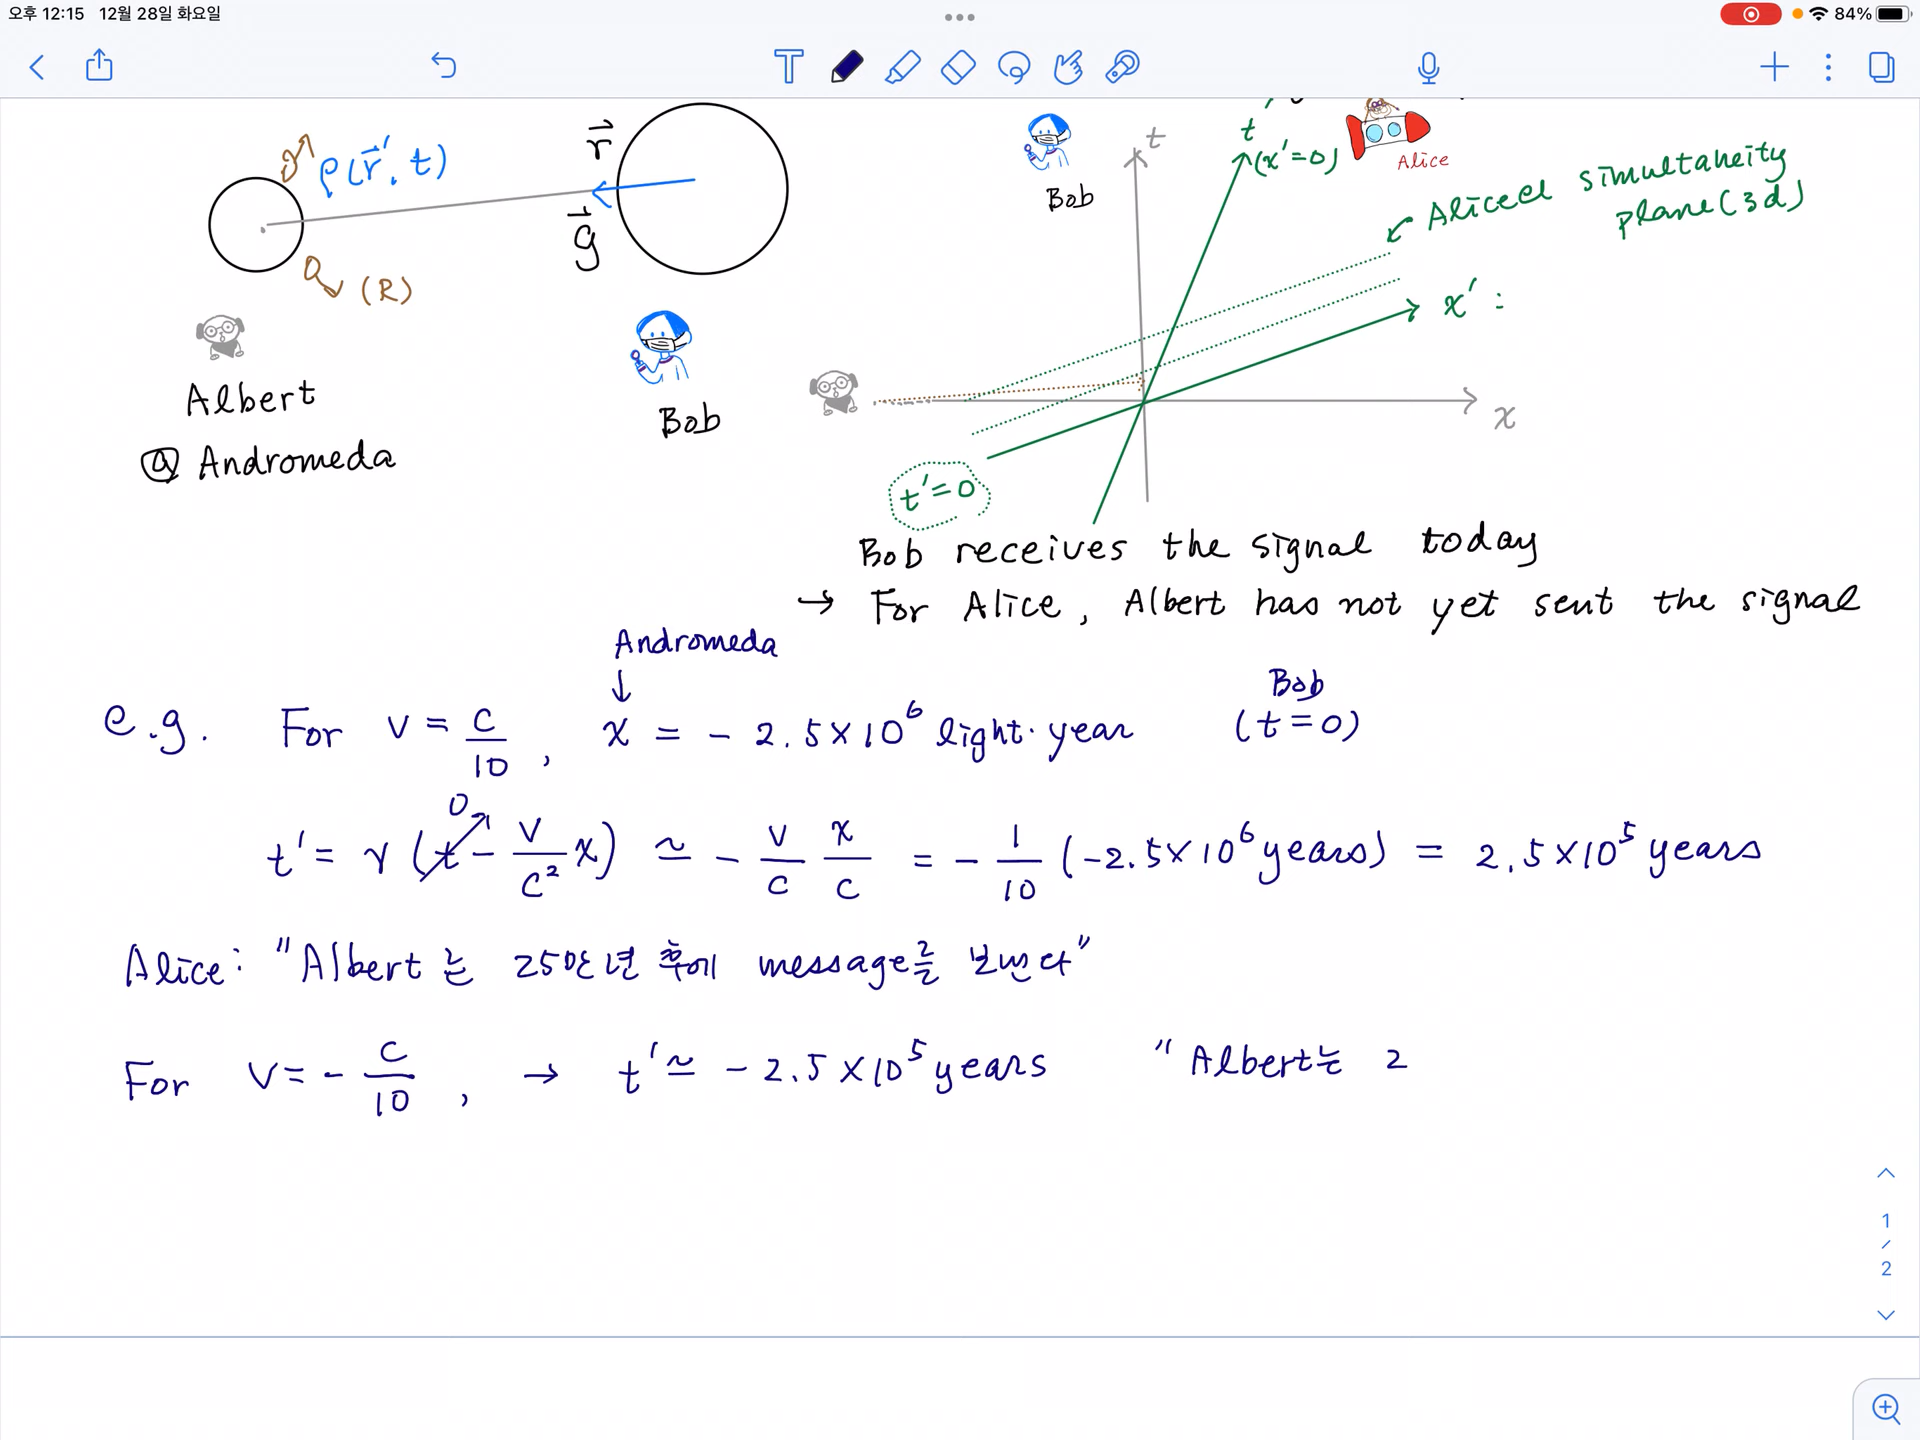 오후 12:15 12월 28일 화요일
84%
ρ(r⃗′, t)
r⃗
g⃗
(R)
Albert
@ Andromeda
Bob
Bob
t
t′
(x′=0)
Alice
Alice의 simultaneity
plane(3d)
x′ :
x
t′=0
Bob receives the signal today
→ For Alice, Albert has not yet sent the signal
Andromeda
↓
Bob
e.g. For v = c/10, x = - 2.5×10⁶ light·year (t=0)
0
t′ = γ (t - v/c² x) ≃ - v/c x/c = - 1/10 (-2.5×10⁶ years) = 2.5×10⁵ years
Alice: "Albert는 25만년 후에 message를 보낸다"
For v = - c/10, → t′ ≃ - 2.5×10⁵ years "Albert는 2
1
/
2